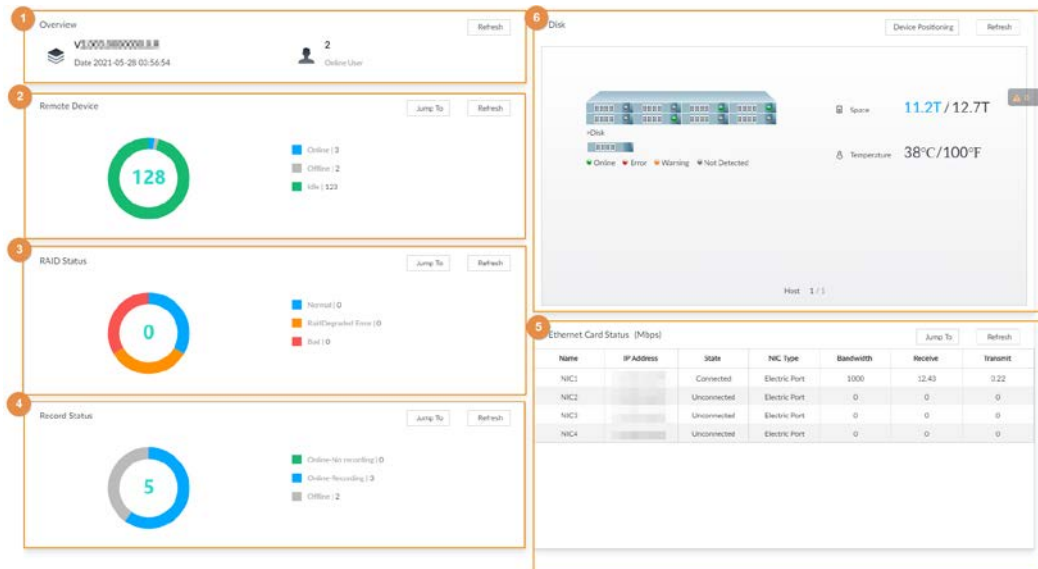 1
Overview
Refresh
Date 2021-05-28 00:56:54
2
Online User
2
Remote Device
Jump To
Refresh
128
Online | 3
Offline | 2
Idle | 123
3
RAID Status
Jump To
Refresh
0
Normal | 0
Raid/Degraded Error | 0
Bad | 0
4
Record Status
Jump To
Refresh
5
Online-No recording | 0
Online-Recording | 3
Offline | 2
6
Disk
Device Positioning
Refresh
>Disk
Online Error Warning Not Detected
Space 11.2T / 12.7T
Temperature 38°C/100°F
Host 1 / 1
5
Ethernet Card Status (Mbps)
Jump To
Refresh
Name IP Address State NIC Type Bandwidth Receive Transmit
NIC1 Connected Electric Port 1000 12.43 0.22
NIC2 Unconnected Electric Port 0 0 0
NIC3 Unconnected Electric Port 0 0 0
NIC4 Unconnected Electric Port 0 0 0